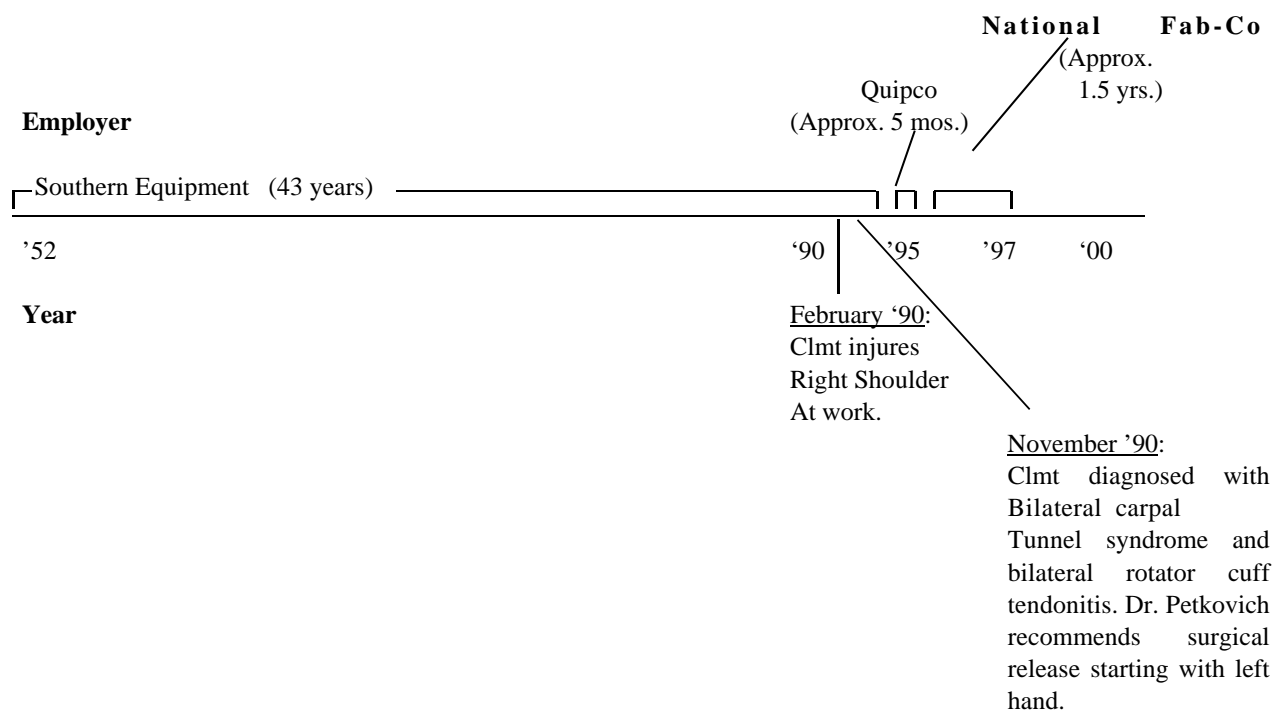 National Fab-Co
(Approx.
1.5 yrs.)
Quipco
(Approx. 5 mos.)
Employer
Southern Equipment (43 years)
’52 ‘90 ’95 ’97 ‘00
Year
February ‘90:
Clmt injures
Right Shoulder
At work.
November ’90:
Clmt diagnosed with
Bilateral carpal
Tunnel syndrome and
bilateral rotator cuff
tendonitis. Dr. Petkovich
recommends surgical
release starting with left
hand.